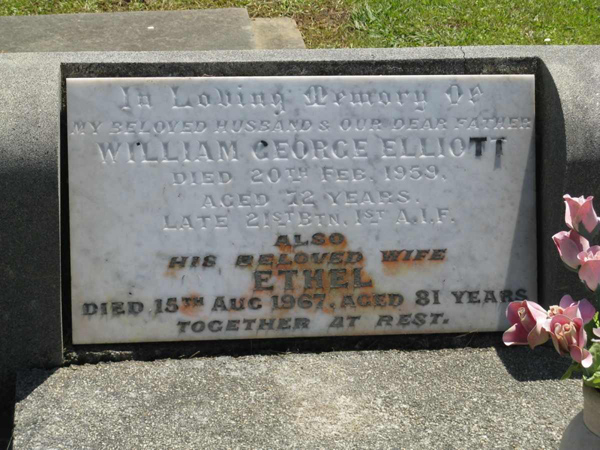 In Loving Memory Of
MY BELOVED HUSBAND & OUR DEAR FATHER
WILLIAM GEORGE ELLIOTT
DIED 20TH FEB. 1959.
AGED 72 YEARS.
LATE 21ST BTN. 1ST A.I.F.
ALSO
HIS BELOVED WIFE
ETHEL
DIED 15TH AUG 1967, AGED 81 YEARS
TOGETHER AT REST.